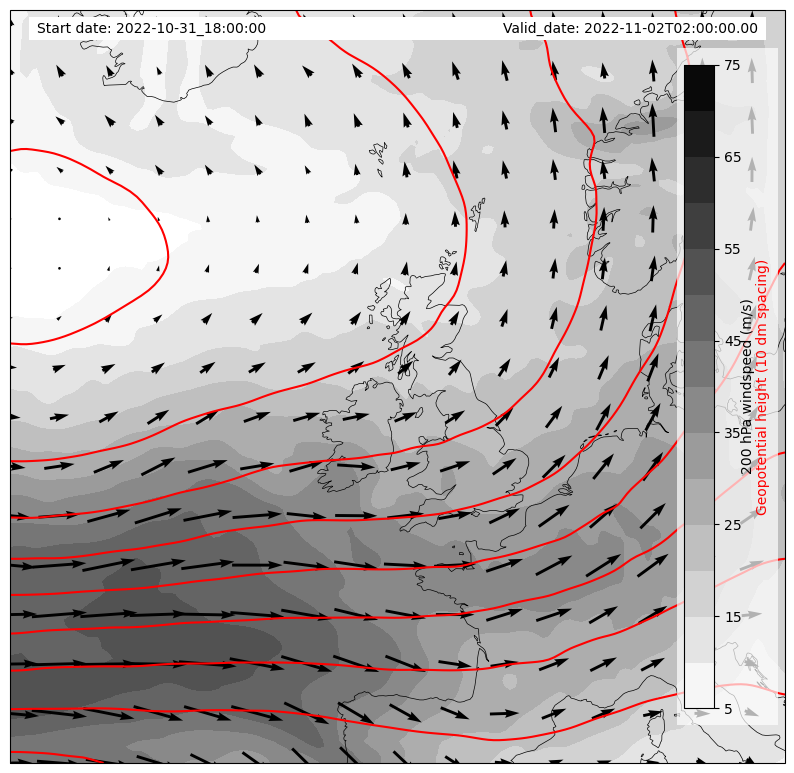 Start date: 2022-10-31_18:00:00
Valid_date: 2022-11-02T02:00:00.00
75
65
55
45
35
25
15
5
200 hPa windspeed (m/s)
Geopotential height (10 dm spacing)